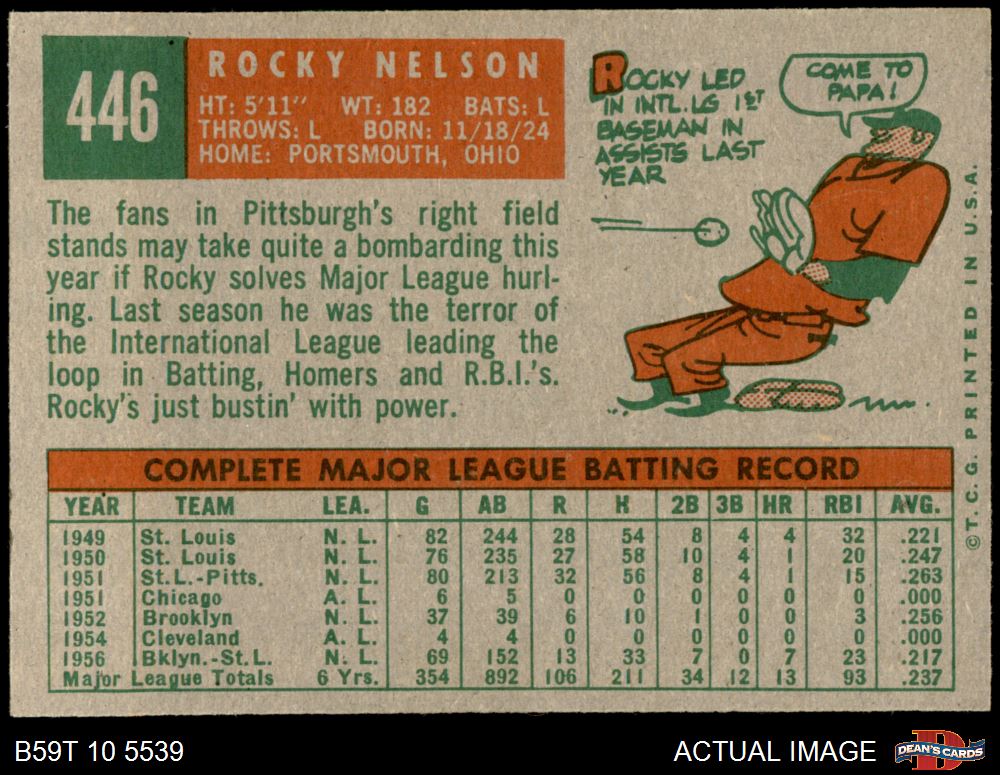 446
ROCKY NELSON
HT: 5'11" WT: 182 BATS: L
THROWS: L BORN: 11/18/24
HOME: PORTSMOUTH, OHIO
ROCKY LED
IN INTL. LG 1ST
BASEMAN IN
ASSISTS LAST
YEAR
COME TO
PAPA!
The fans in Pittsburgh's right field
stands may take quite a bombarding this
year if Rocky solves Major League hurl-
ing. Last season he was the terror of
the International League leading the
loop in Batting, Homers and R.B.I.'s.
Rocky's just bustin' with power.
COMPLETE MAJOR LEAGUE BATTING RECORD
YEAR TEAM LEA. G AB R H 2B 3B HR RBI AVG.
1949 St. Louis N. L. 82 244 28 54 8 4 4 32 .221
1950 St. Louis N. L. 76 235 27 58 10 4 1 20 .247
1951 St.L.-Pitts. N. L. 80 213 32 56 8 4 1 15 .263
1951 Chicago A. L. 6 5 0 0 0 0 0 0 .000
1952 Brooklyn N. L. 37 39 6 10 1 0 0 3 .256
1954 Cleveland A. L. 4 4 0 0 0 0 0 0 .000
1956 Bklyn.-St.L. N. L. 69 152 13 33 7 0 7 23 .217
Major League Totals 6 Yrs. 354 892 106 211 34 12 13 93 .237
© T. C. G. PRINTED IN U. S. A.
B59T 10 5539
ACTUAL IMAGE
DEAN'S CARDS